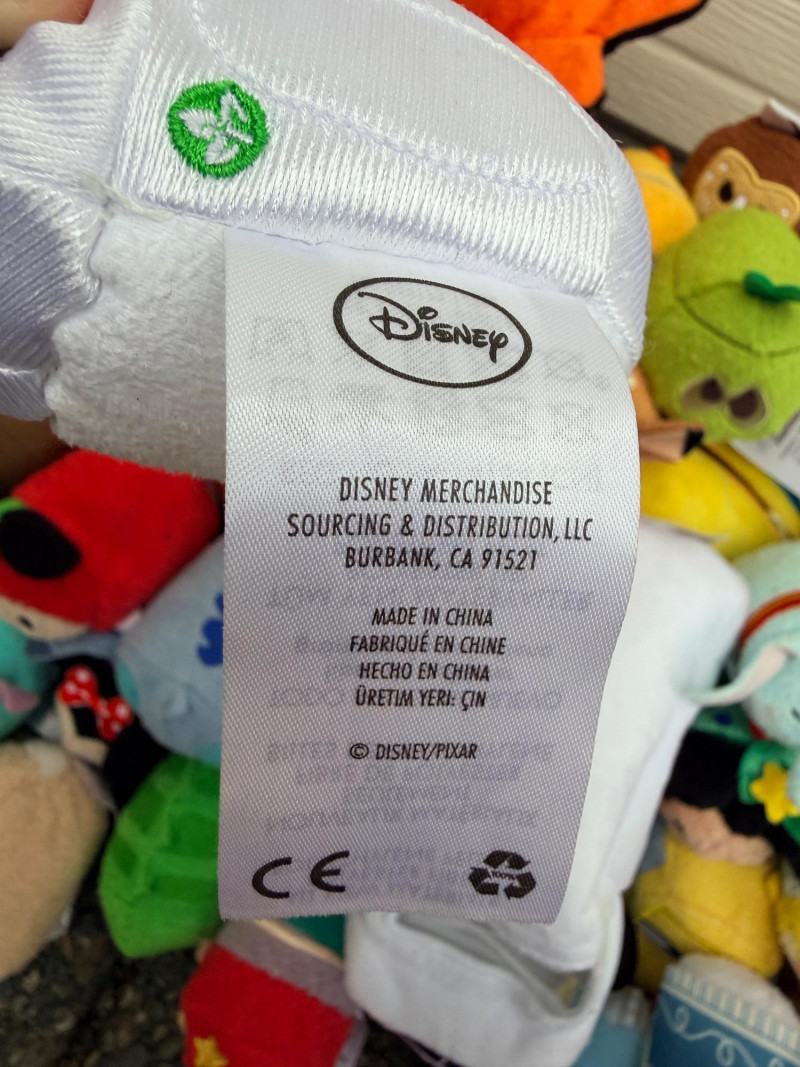 Disney
DISNEY MERCHANDISE
SOURCING & DISTRIBUTION, LLC
BURBANK, CA 91521
MADE IN CHINA
FABRIQUÉ EN CHINE
HECHO EN CHINA
ÜRETIM YERI: ÇIN
© DISNEY/PIXAR
CE
100%